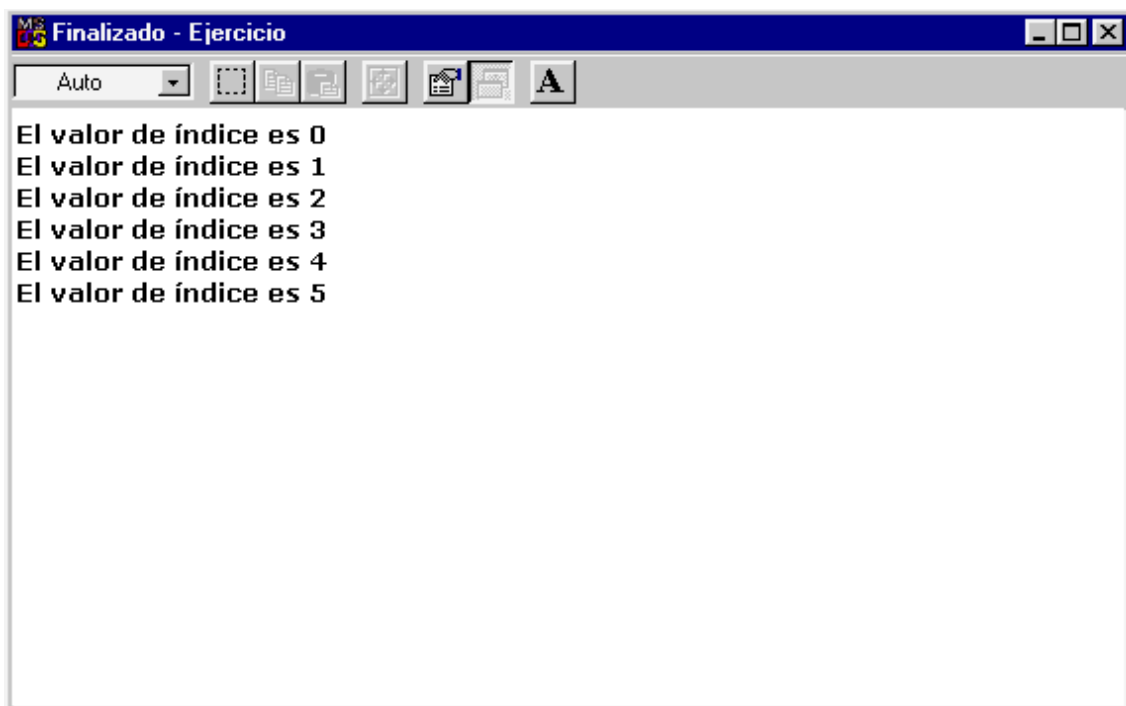 Finalizado - Ejercicio
Auto
A
El valor de índice es 0
El valor de índice es 1
El valor de índice es 2
El valor de índice es 3
El valor de índice es 4
El valor de índice es 5